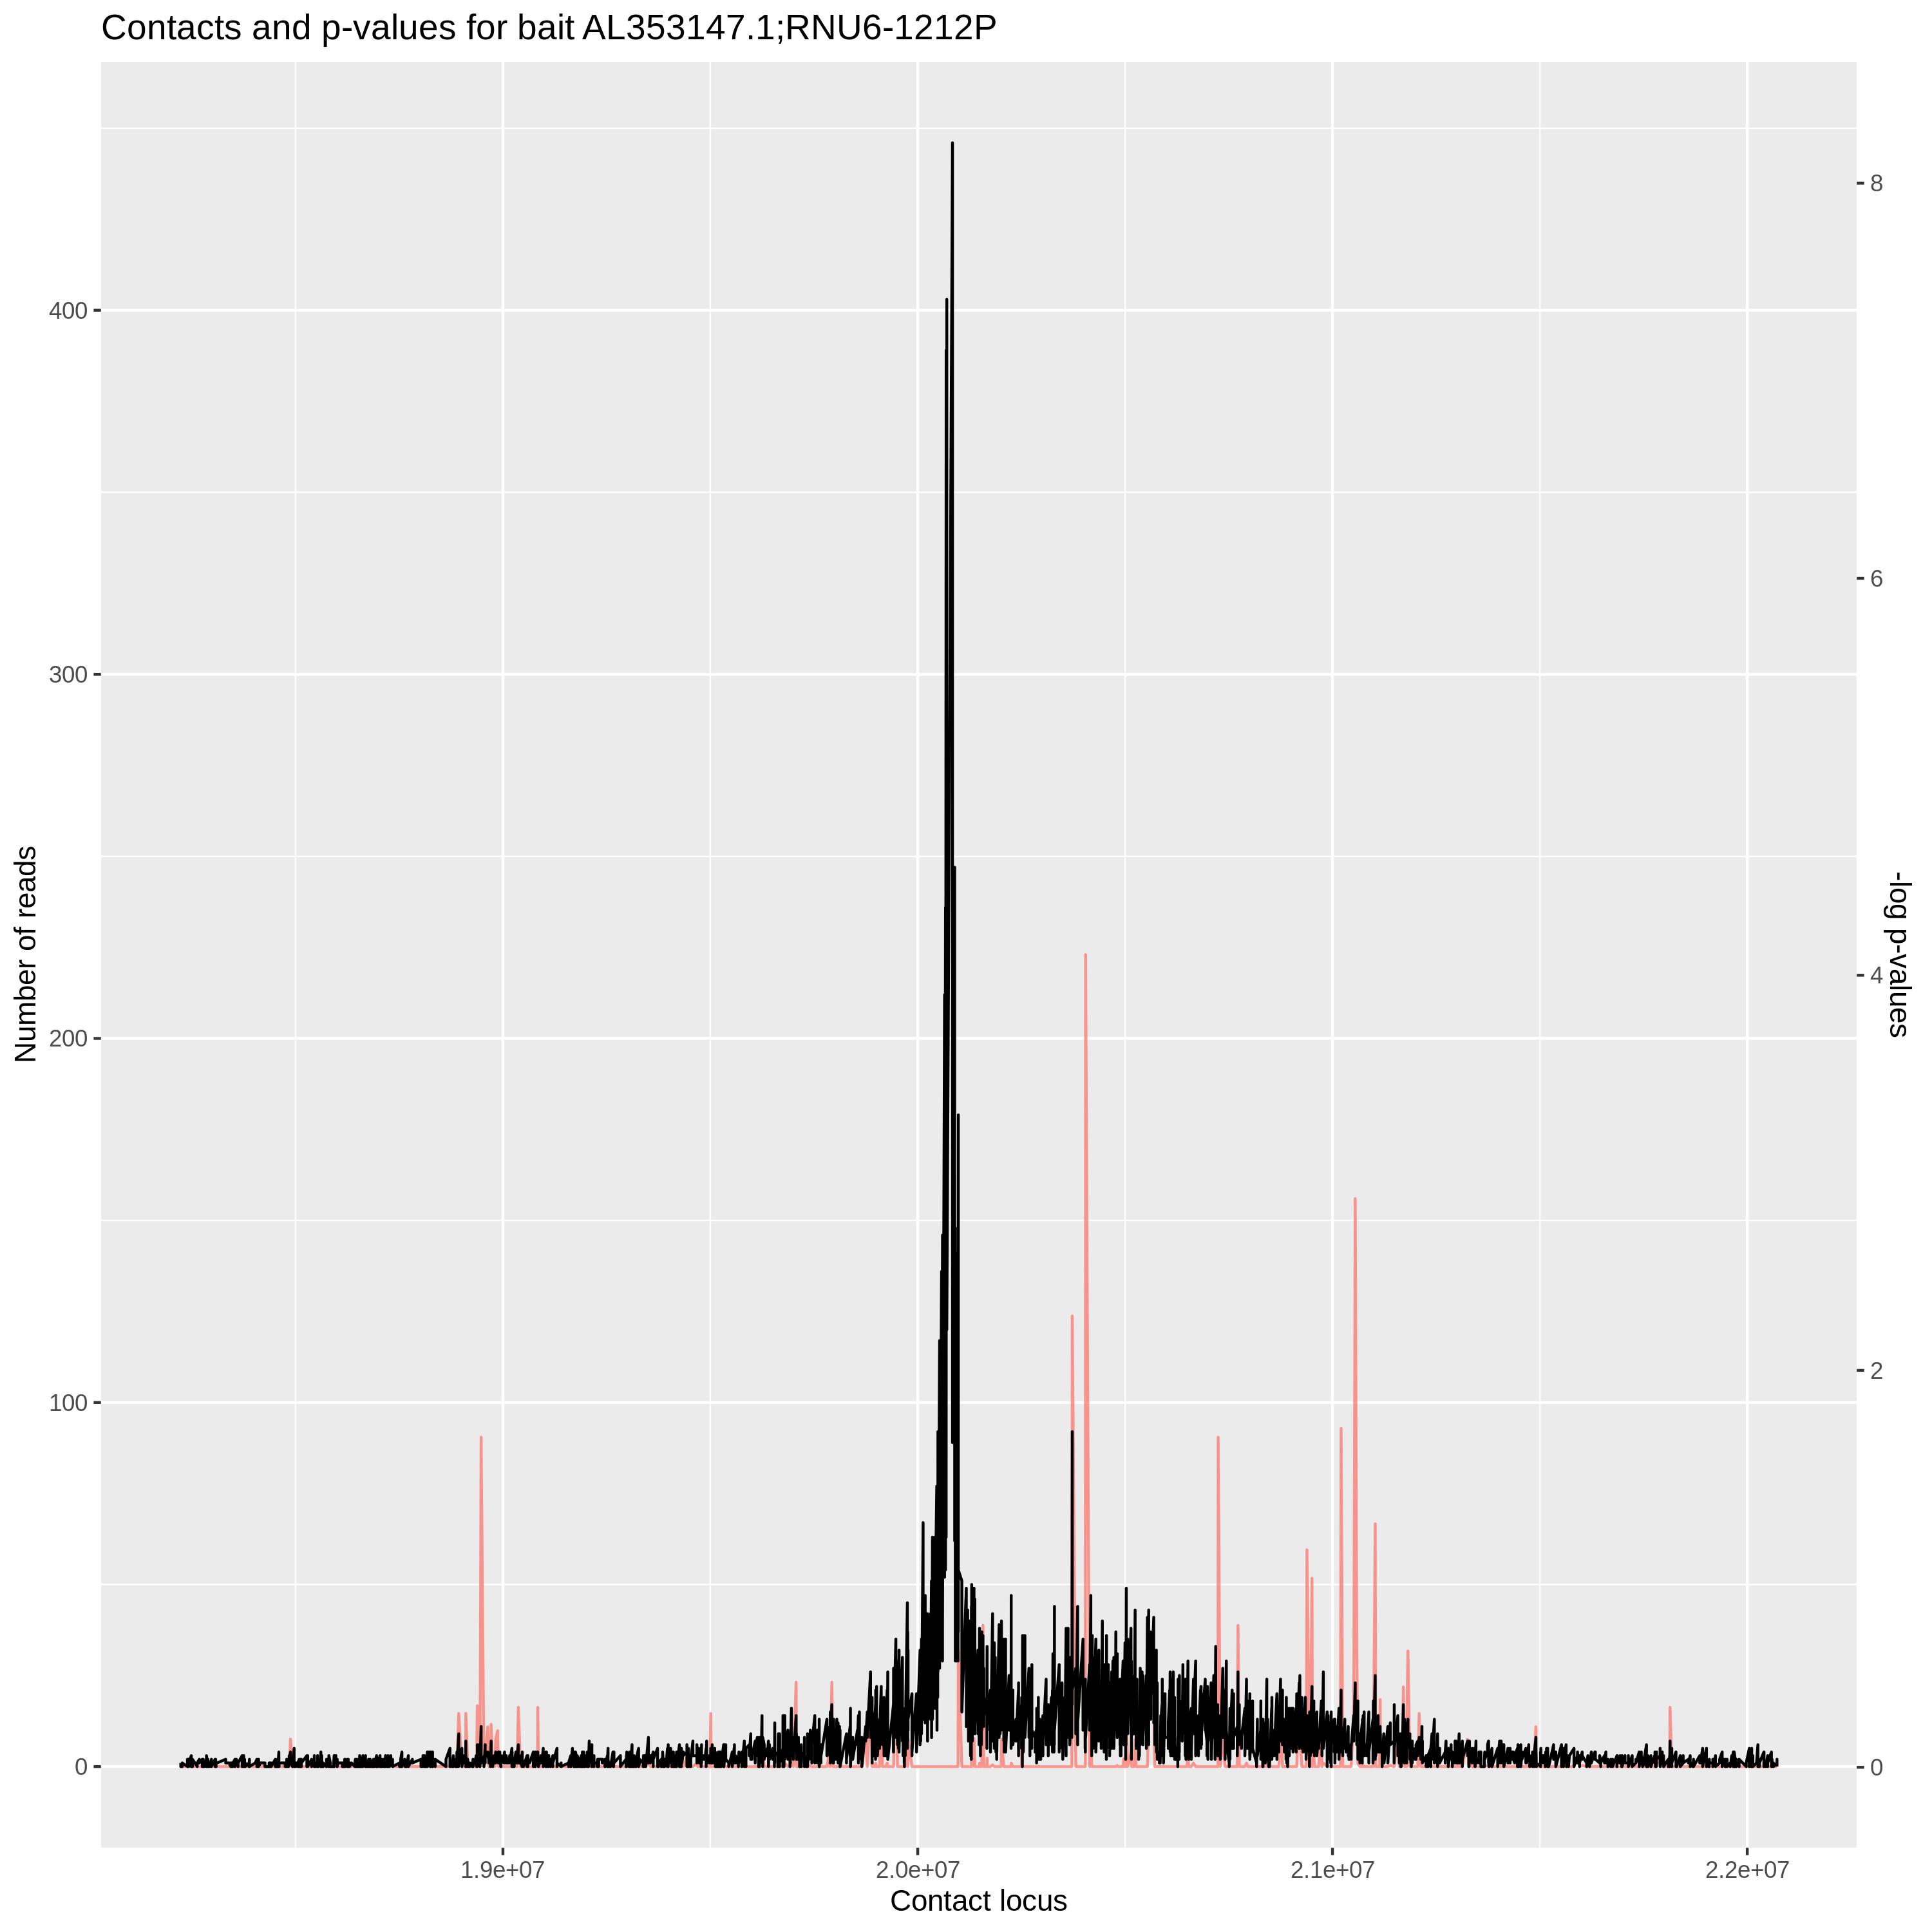 Contacts and p-values for bait AL353147.1;RNU6-1212P
Number of reads
400
300
200
100
0
8
6
4
2
0
-log p-values
1.9e+07
2.0e+07
2.1e+07
2.2e+07
Contact locus